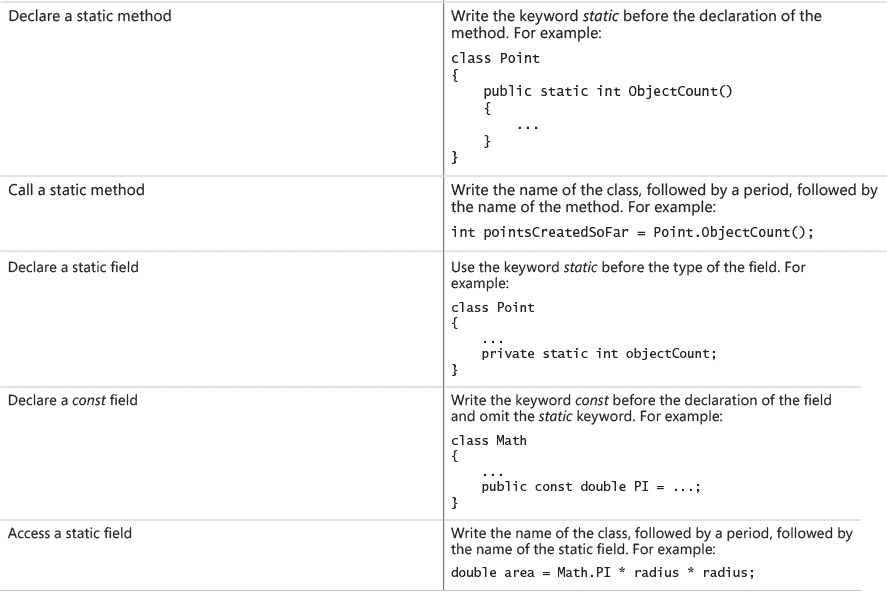 Declare a static method
Write the keyword static before the declaration of the
method. For example:
class Point
{
    public static int ObjectCount()
    {
        ...
    }
}
Call a static method
Write the name of the class, followed by a period, followed by
the name of the method. For example:
int pointsCreatedSoFar = Point.ObjectCount();
Declare a static field
Use the keyword static before the type of the field. For
example:
class Point
{
    ...
    private static int objectCount;
}
Declare a const field
Write the keyword const before the declaration of the field
and omit the static keyword. For example:
class Math
{
    ...
    public const double PI = ...;
}
Access a static field
Write the name of the class, followed by a period, followed by
the name of the static field. For example:
double area = Math.PI * radius * radius;